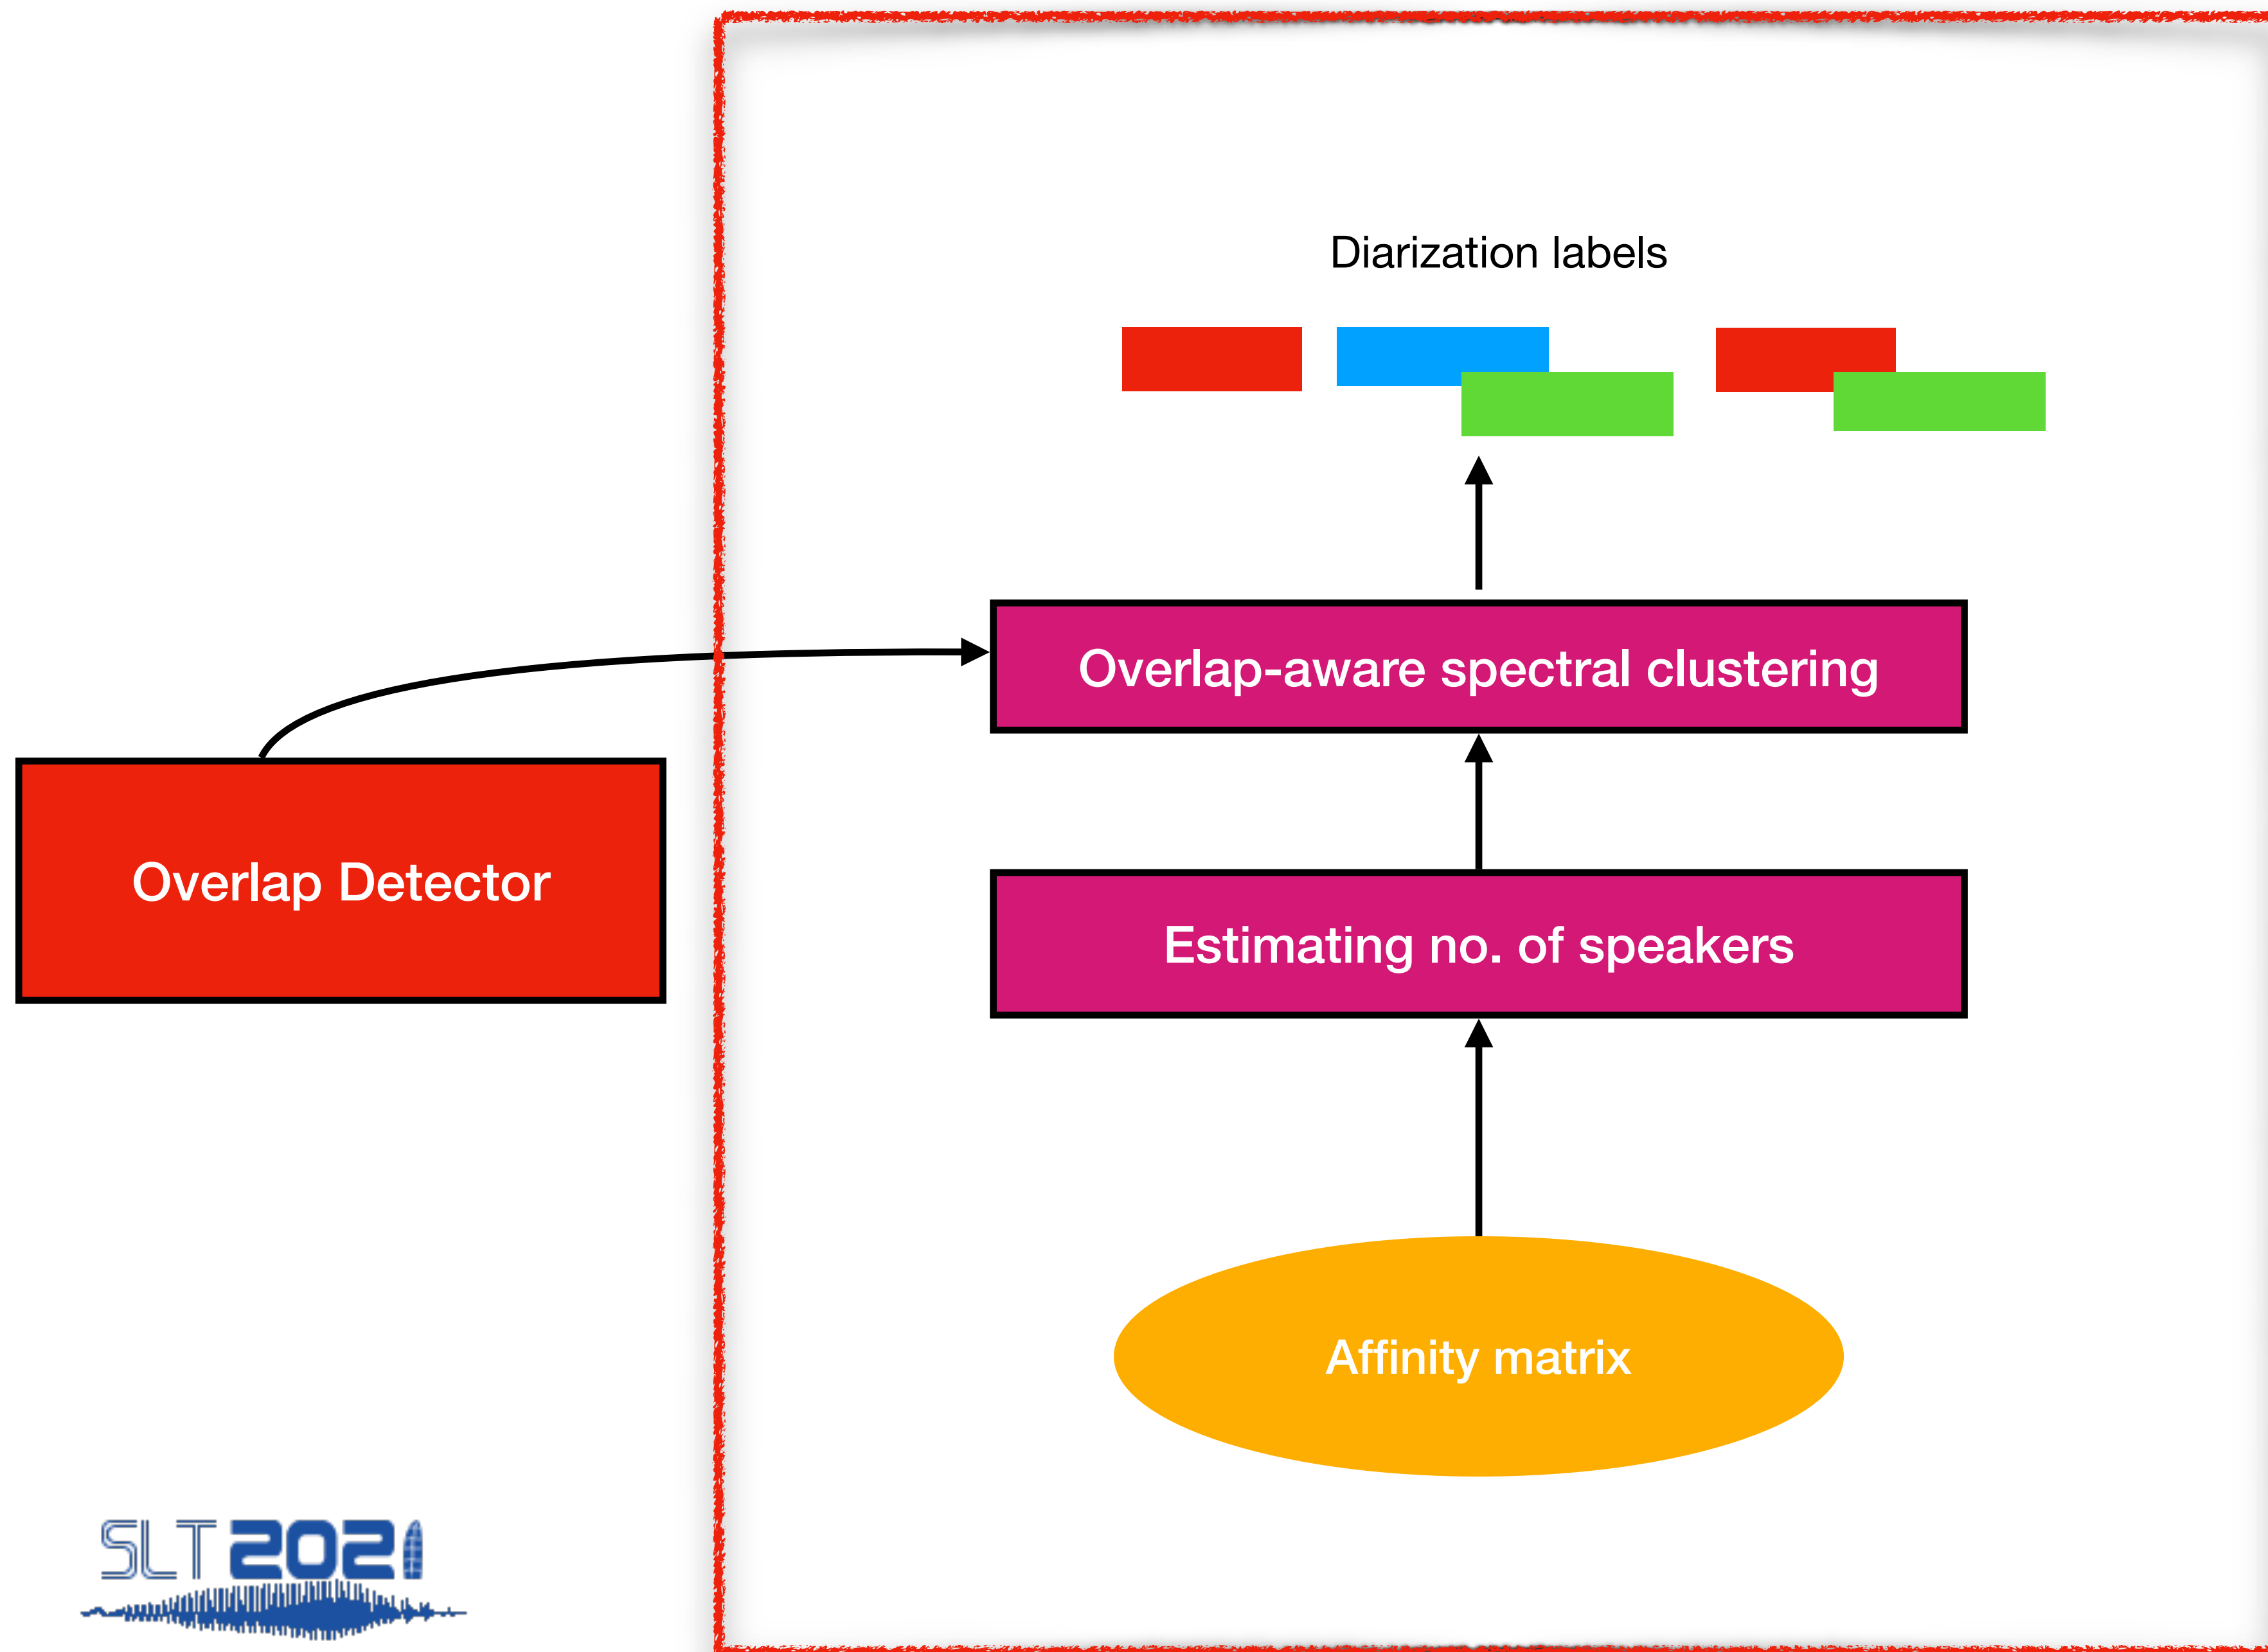 Diarization labels
Overlap-aware spectral clustering
Overlap Detector
Estimating no. of speakers
Affinity matrix
SLT 2021